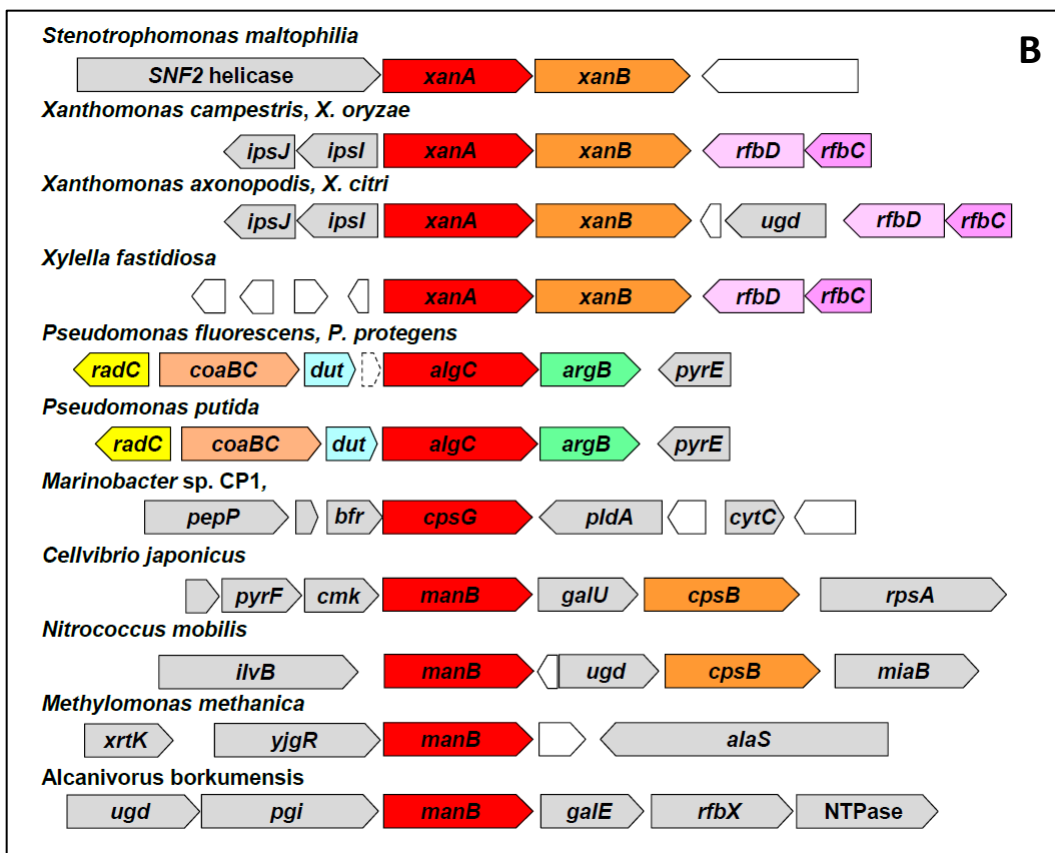 B
Stenotrophomonas maltophilia
SNF2 helicase xanA xanB
Xanthomonas campestris, X. oryzae
ipsJ ipsI xanA xanB rfbD rfbC
Xanthomonas axonopodis, X. citri
ipsJ ipsI xanA xanB ugd rfbD rfbC
Xylella fastidiosa
xanA xanB rfbD rfbC
Pseudomonas fluorescens, P. protegens
radC coaBC dut algC argB pyrE
Pseudomonas putida
radC coaBC dut algC argB pyrE
Marinobacter sp. CP1,
pepP bfr cpsG pldA cytC
Cellvibrio japonicus
pyrF cmk manB galU cpsB rpsA
Nitrococcus mobilis
ilvB manB ugd cpsB miaB
Methylomonas methanica
xrtK yjgR manB alaS
Alcanivorus borkumensis
ugd pgi manB galE rfbX NTPase